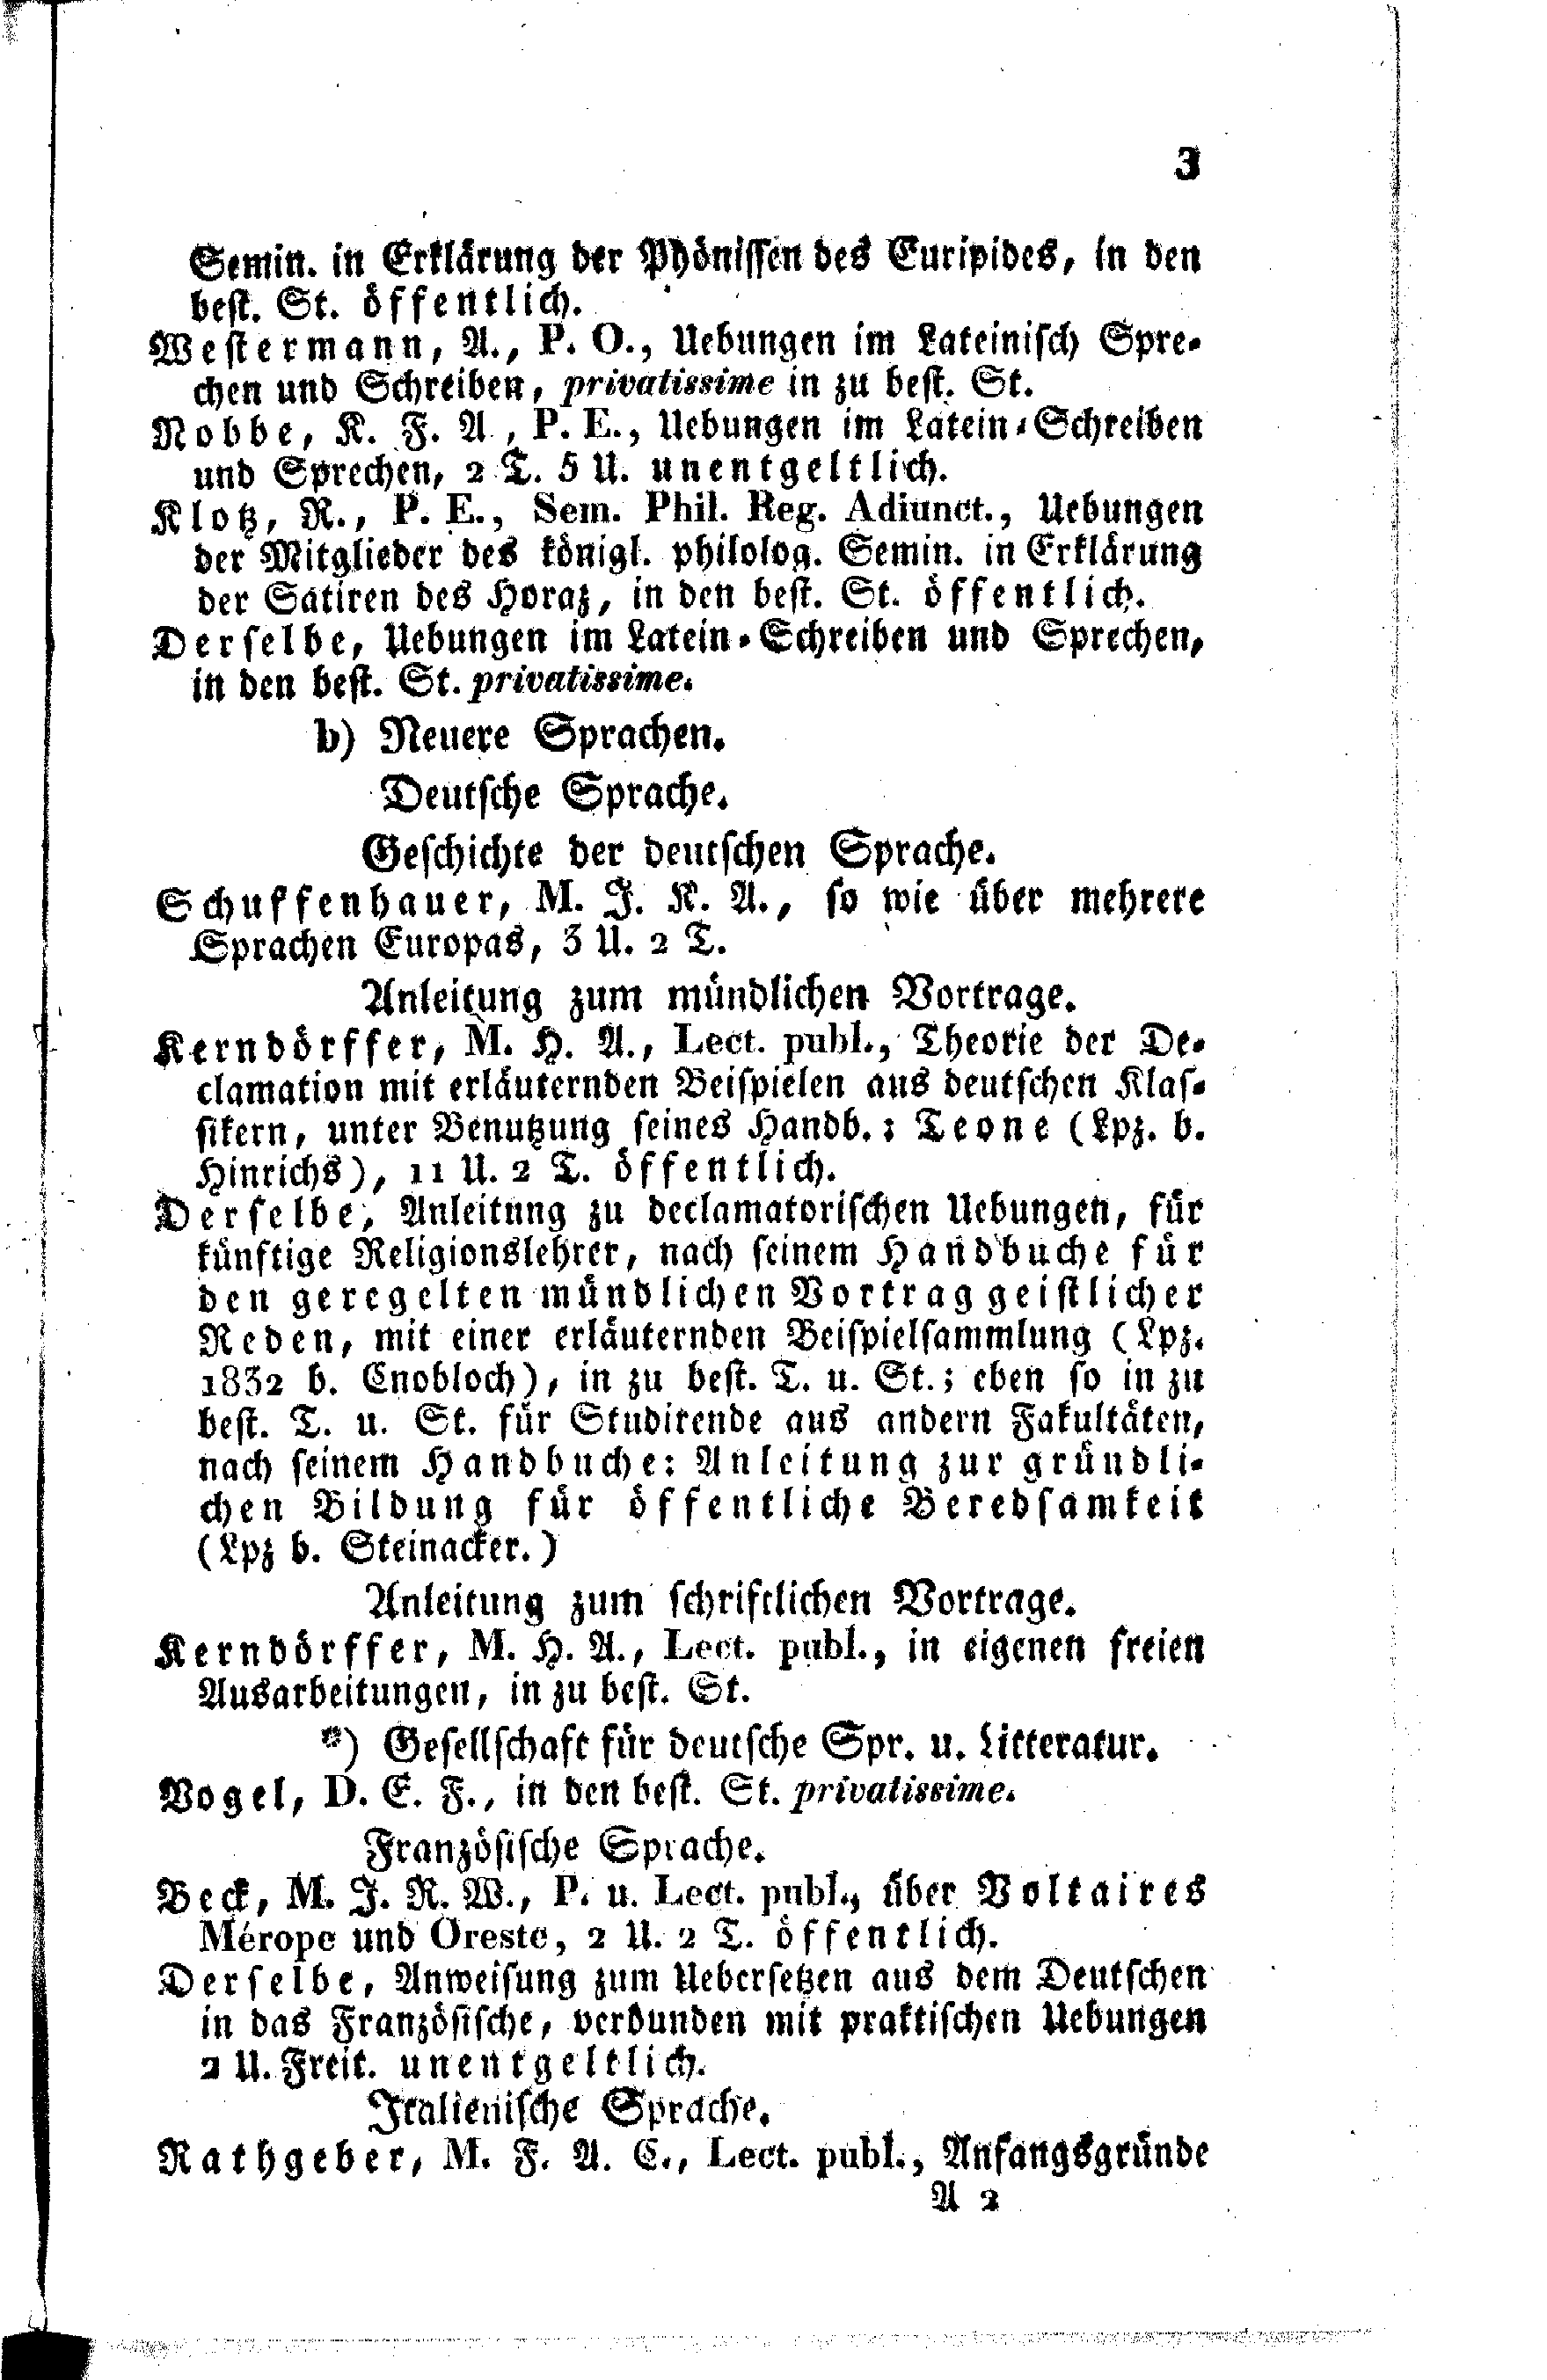 3
Semin. in Erklärung der Phönissen des Euripides, in den
best. St. öffentlich.
Westermann, A., P. O., Uebungen im Lateinisch Spre-
chen und Schreiben, privatissime in zu best. St.
Nobbe, K. F. A, P. E., Uebungen im Latein-Schreiben
und Sprechen, 2 T. 5 U. unentgeltlich.
Klotz, R., P. E., Sem. Phil. Reg. Adiunct., Uebungen
der Mitglieder des königl. philolog. Semin. in Erklärung
der Satiren des Horaz, in den best. St. öffentlich.
Derselbe, Uebungen im Latein-Schreiben und Sprechen,
in den best. St. privatissime.
b) Neuere Sprachen.
Deutsche Sprache.
Geschichte der deutschen Sprache.
Schuffenhauer, M. J. K. A., so wie über mehrere
Sprachen Europas, 3 U. 2 T.
Anleitung zum mündlichen Vortrage.
Kerndörffer, M. H. A., Lect. publ., Theorie der De-
clamation mit erläuternden Beispielen aus deutschen Klas-
sikern, unter Benutzung seines Handb.: Teone (Lpz. b.
Hinrichs), 11 U. 2 T. öffentlich.
Derselbe, Anleitung zu declamatorischen Uebungen, für
künftige Religionslehrer, nach seinem Handbuche für
den geregelten mündlichen Vortrag geistlicher
Reden, mit einer erläuternden Beispielsammlung (Lpz.
1832 b. Cnobloch), in zu best. T. u. St.; eben so in zu
best. T. u. St. für Studirende aus andern Fakultäten,
nach seinem Handbuche: Anleitung zur gründli-
chen Bildung für öffentliche Beredsamkeit
(Lpz b. Steinacker.)
Anleitung zum schriftlichen Vortrage.
Kerndörffer, M. H. A., Lect. publ., in eigenen freien
Ausarbeitungen, in zu best. St.
*) Gesellschaft für deutsche Spr. u. Litteratur.
Vogel, D. E. F., in den best. St. privatissime.
Französische Sprache.
Beck, M. J. R. W., P. u. Lect. publ., über Voltaires
Mérope und Oreste, 2 U. 2 T. öffentlich.
Derselbe, Anweisung zum Uebersetzen aus dem Deutschen
in das Französische, verbunden mit praktischen Uebungen
2 U. Freit. unentgeltlich.
Italienische Sprache.
Rathgeber, M. F. A. C., Lect. publ., Anfangsgründe
A 2